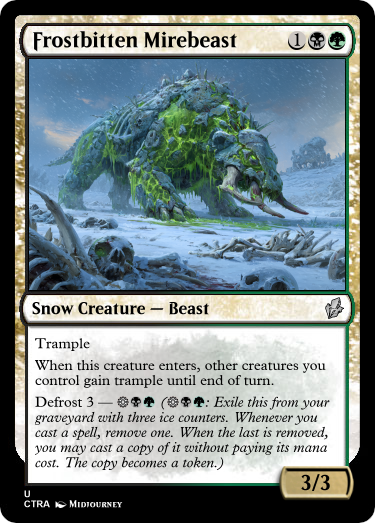 Frostbitten Mirebeast 1
Snow Creature — Beast
Trample
When this creature enters, other creatures you
control gain trample until end of turn.
Defrost 3 — (: Exile this from your
graveyard with three ice counters. Whenever you
cast a spell, remove one. When the last is removed,
you may cast a copy of it without paying its mana
cost. The copy becomes a token.)
3/3
U
CTRA Midjourney